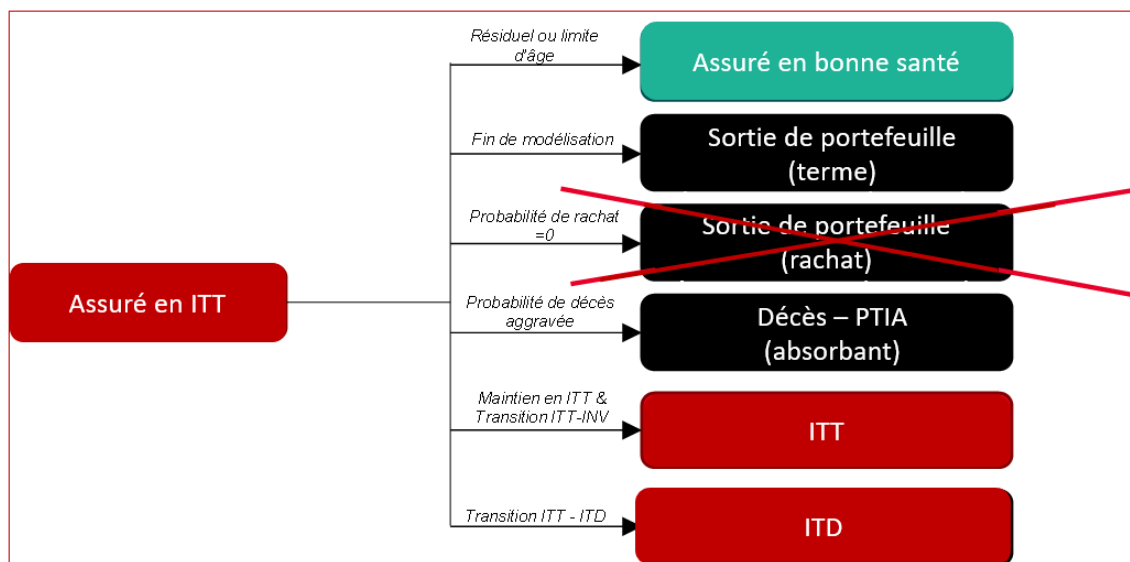 Résiduel ou limite
d'âge
Assuré en bonne santé
Fin de modélisation
Sortie de portefeuille
(terme)
Probabilité de rachat
=0
Sortie de portefeuille
(rachat)
Assuré en ITT
Probabilité de décès
aggravée
Décès – PTIA
(absorbant)
Maintien en ITT &
Transition ITT-INV
ITT
Transition ITT - ITD
ITD